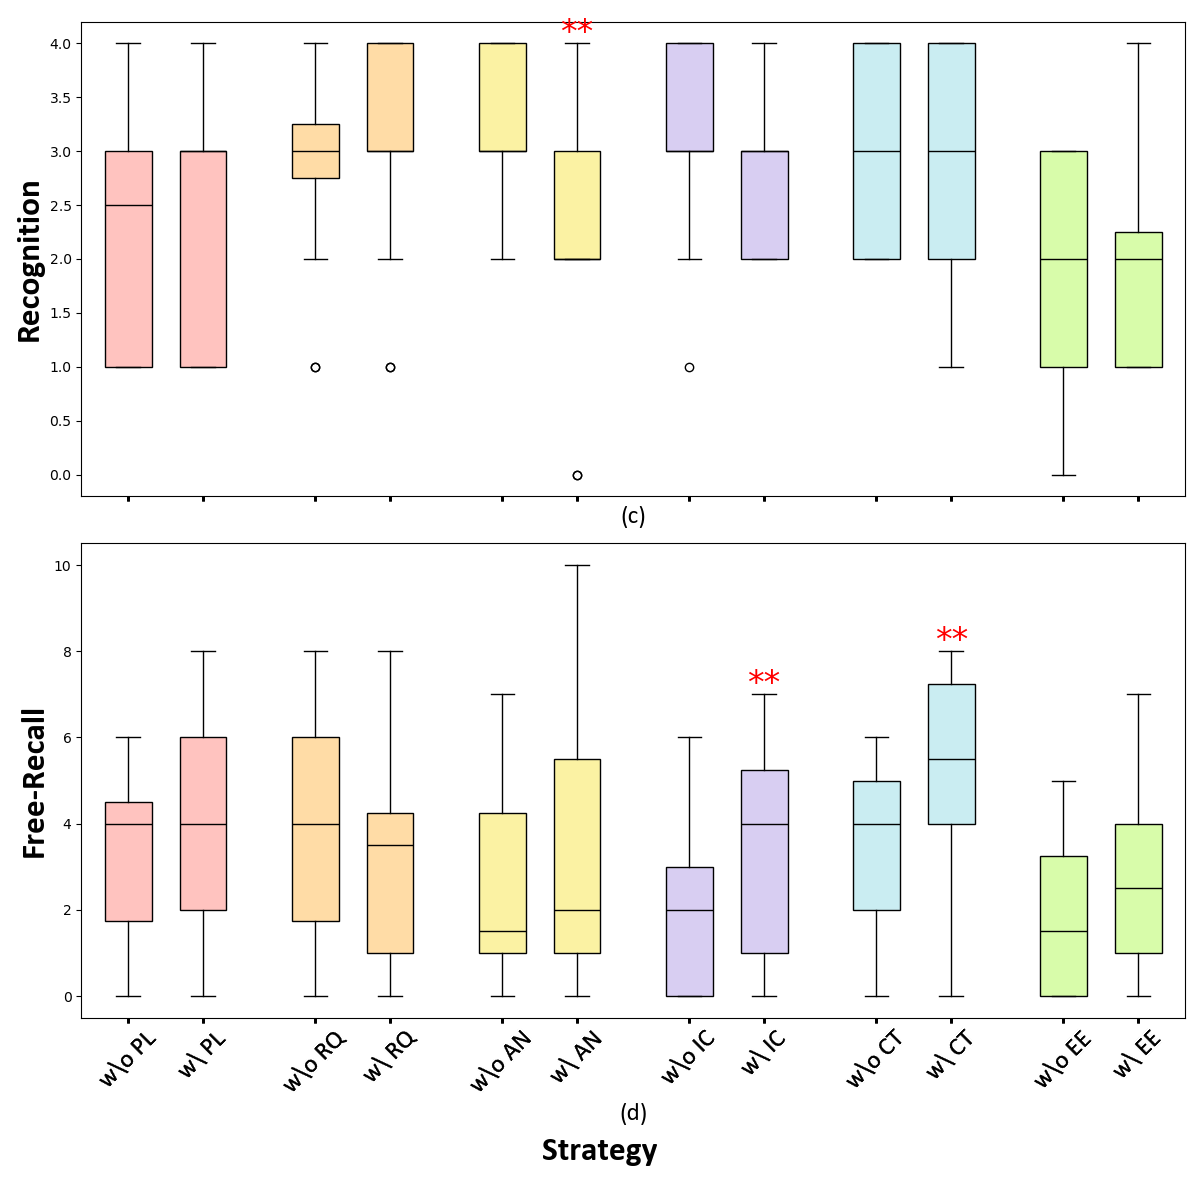 **
4.0
3.5
3.0
2.5
2.0
1.5
1.0
0.5
0.0
Recognition
(c)
10
8
6
4
2
0
Free-Recall
**
**
w\o PL
w\ PL
w\o RQ
w\ RQ
w\o AN
w\ AN
w\o IC
w\ IC
w\o CT
w\ CT
w\o EE
w\ EE
(d)
Strategy